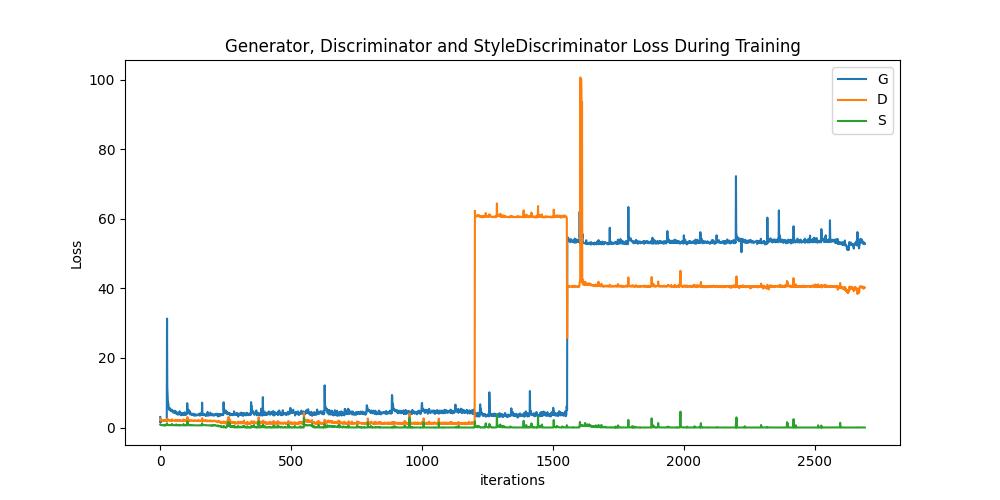 Generator, Discriminator and StyleDiscriminator Loss During Training
G
D
S
100
80
60
40
20
0
Loss
0 500 1000 1500 2000 2500
iterations